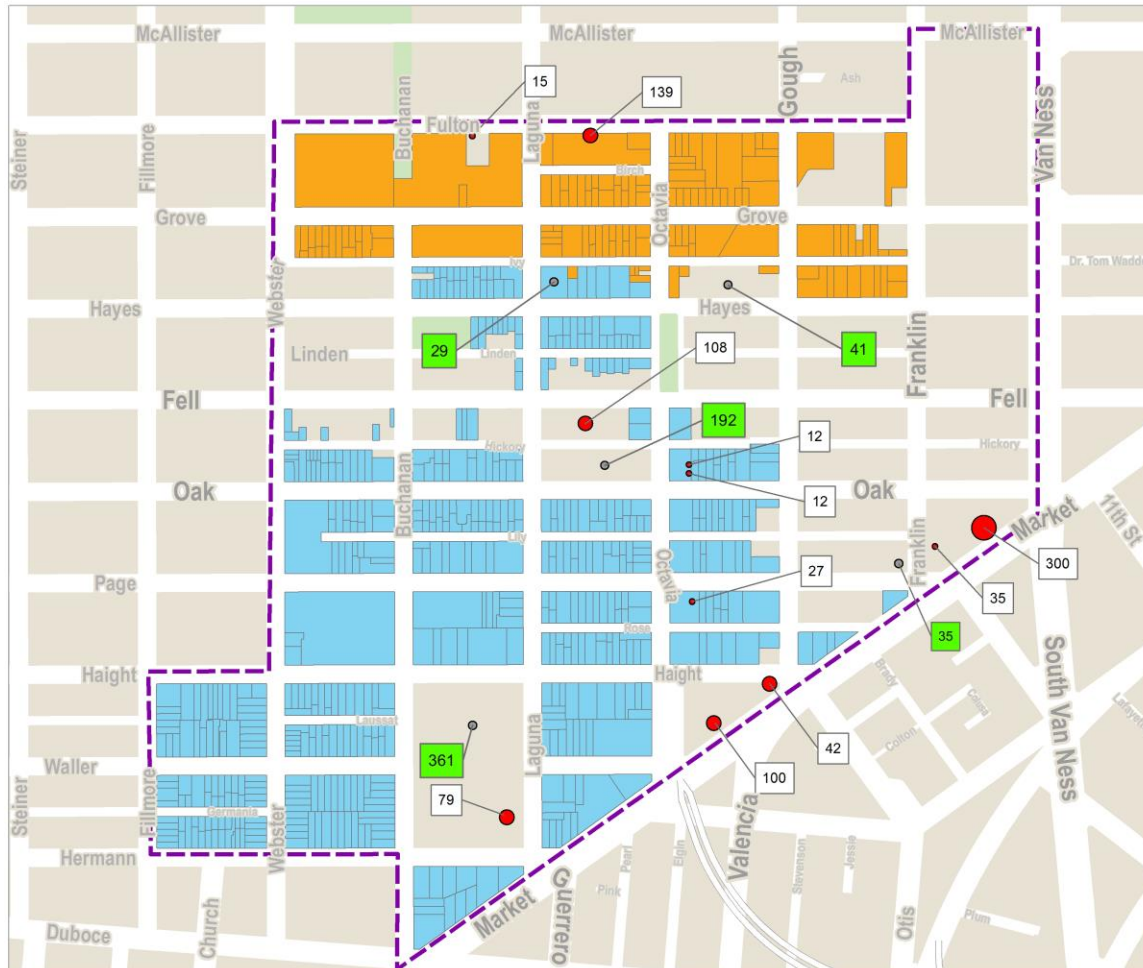 McAllister
McAllister
McAllister
Steiner
Fillmore
Buchanan
Fulton
15
Laguna
139
Gough
Ash
Van Ness
Birch
Octavia
Grove
Grove
Webster
Ivy
Dr. Tom Wadde
Hayes
Hayes
29
41
Linden
Linden
108
Franklin
Fell
Fell
192
Hickory
12
Hickory
Oak
12
Oak
Buchanan
Lily
Market
11th St
300
Page
Octavia
27
Franklin
35
Rose
35
Haight
Haight
Brady
Laussat
Laguna
Colton
South Van Ness
Waller
361
42
100
79
Steiner
Fillmore
Germania
Webster
Valencia
Hermann
Pearl
Elgin
Stevenson
Jessie
Market
Guerrero
Pink
Church
Otis
Plum
Duboce